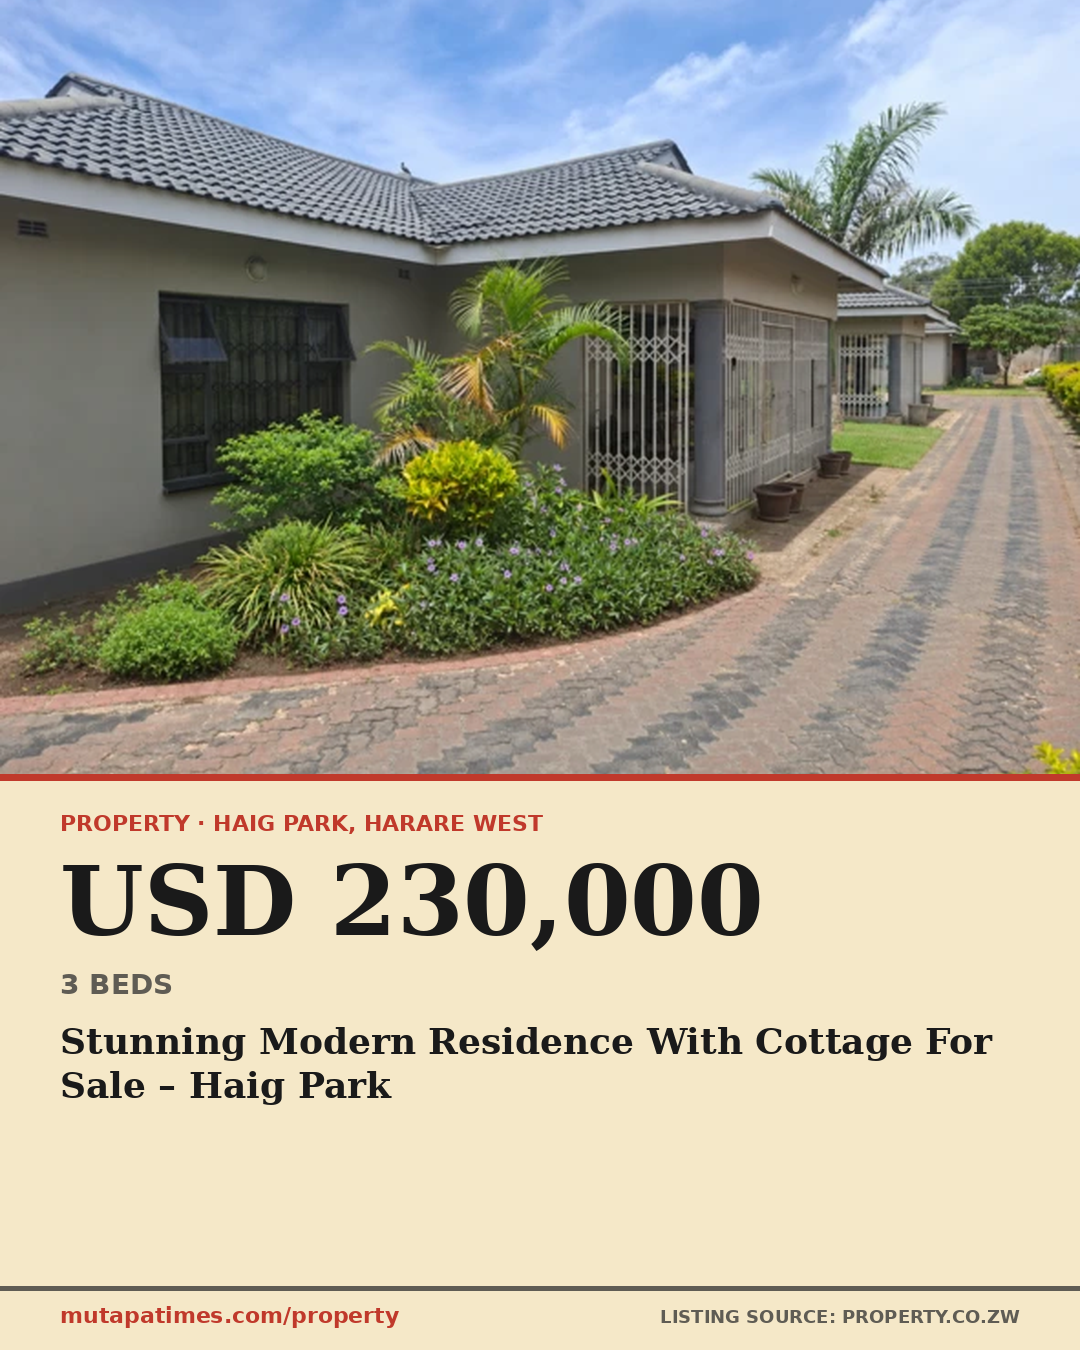 PROPERTY · HAIG PARK, HARARE WEST
USD 230,000
3 BEDS
Stunning Modern Residence With Cottage For
Sale – Haig Park
mutapatimes.com/property
LISTING SOURCE: PROPERTY.CO.ZW